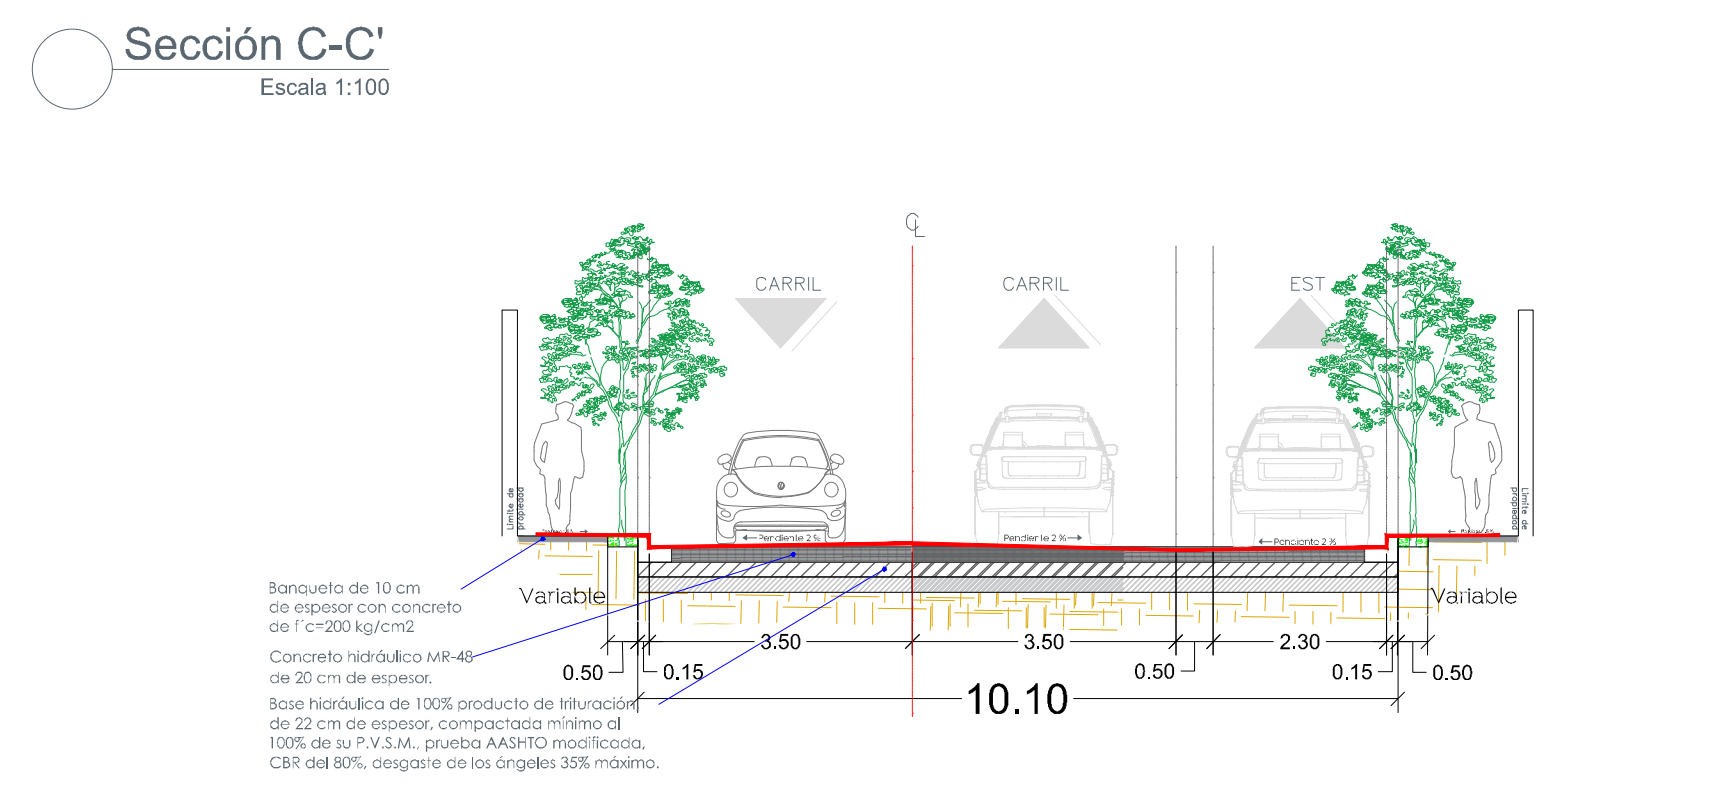 Sección C-C'
Escala 1:100
CL
CARRIL
CARRIL
EST
Límite de
propiedad
Límite de
propiedad
Pendiente 2 %
Pendiente 2 %
Pendiente 2 %
Banqueta de 10 cm
de espesor con concreto
de f´c=200 kg/cm2
Variable
Variable
3.50
3.50
2.30
Concreto hidráulico MR-48
de 20 cm de espesor.
0.50
0.15
0.50
0.15
0.50
10.10
Base hidráulica de 100% producto de trituración
de 22 cm de espesor, compactada mínimo al
100% de su P.V.S.M., prueba AASHTO modificada,
CBR del 80%, desgaste de los ángeles 35% máximo.